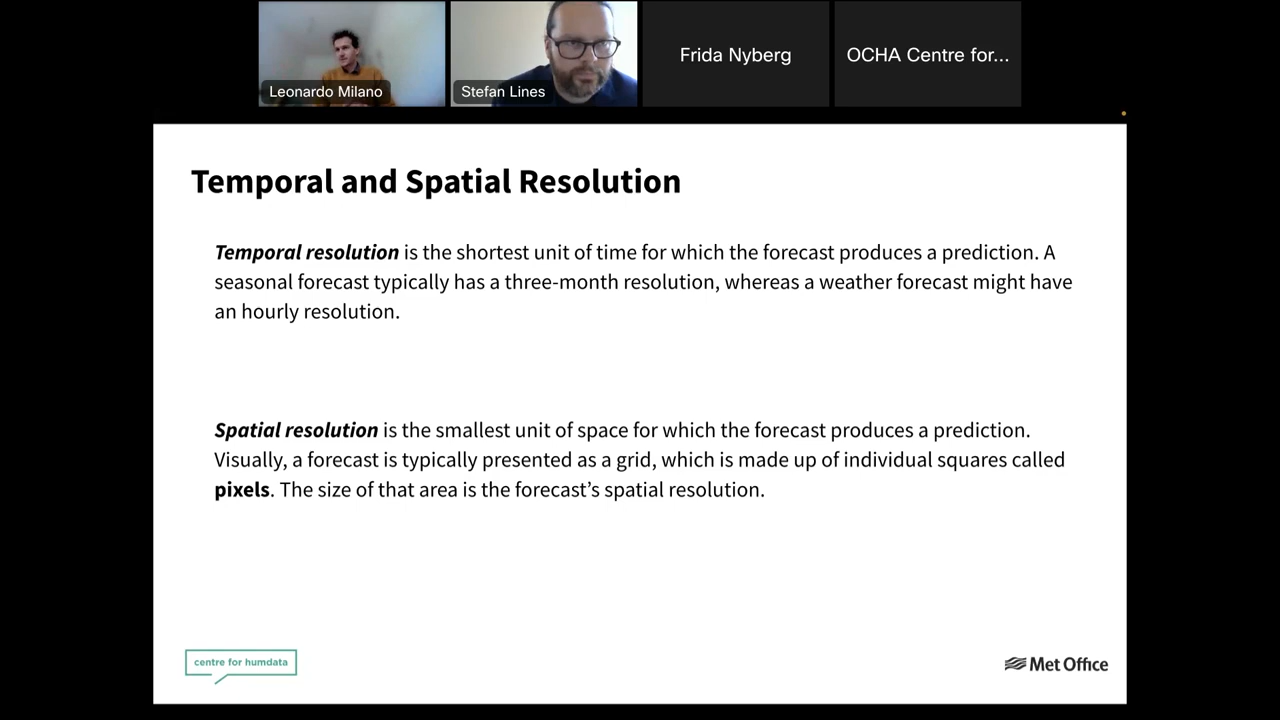 Leonardo Milano
Stefan Lines
Frida Nyberg
OCHA Centre for...
Temporal and Spatial Resolution
Temporal resolution is the shortest unit of time for which the forecast produces a prediction. A
seasonal forecast typically has a three-month resolution, whereas a weather forecast might have
an hourly resolution.
Spatial resolution is the smallest unit of space for which the forecast produces a prediction.
Visually, a forecast is typically presented as a grid, which is made up of individual squares called
pixels. The size of that area is the forecast’s spatial resolution.
centre for humdata
Met Office